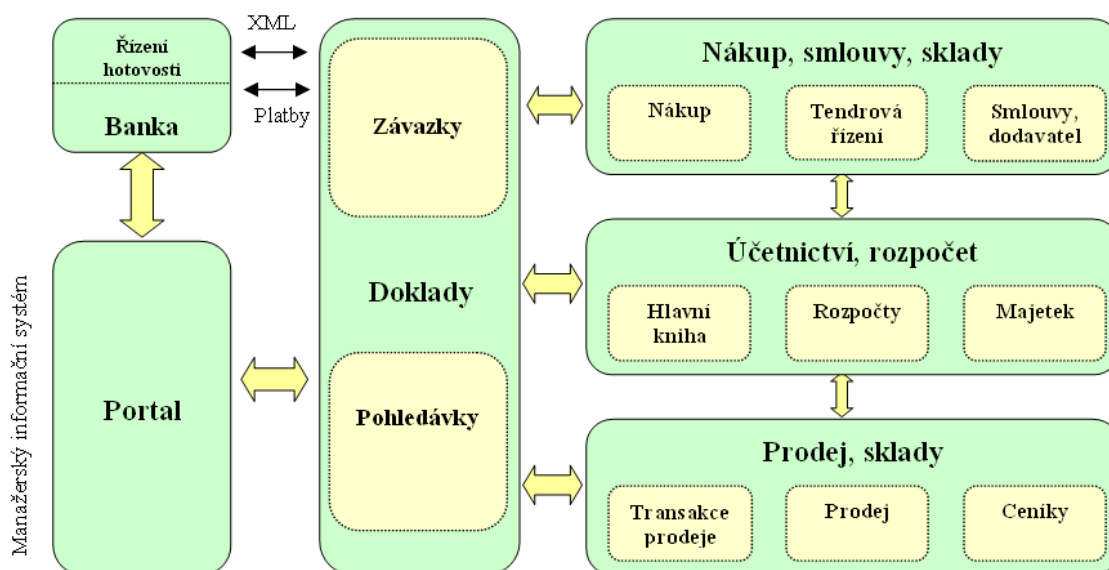 Řízení
hotovosti
Banka
XML
Platby
Manažerský informační systém
Portal
Závazky
Doklady
Pohledávky
Nákup, smlouvy, sklady
Nákup
Tendrová
řízení
Smlouvy,
dodavatel
Účetnictví, rozpočet
Hlavní
kniha
Rozpočty
Majetek
Prodej, sklady
Transakce
prodeje
Prodej
Ceníky